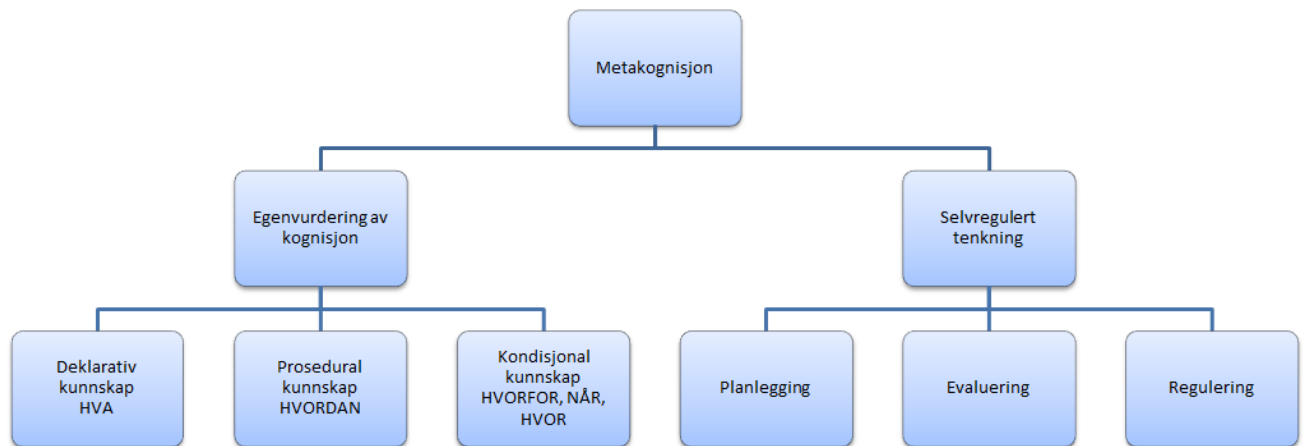 Metakognisjon
Egenvurdering av
kognisjon
Selvregulert
tenkning
Deklarativ
kunnskap
HVA
Prosedural
kunnskap
HVORDAN
Kondisjonal
kunnskap
HVORFOR, NÅR,
HVOR
Planlegging
Evaluering
Regulering